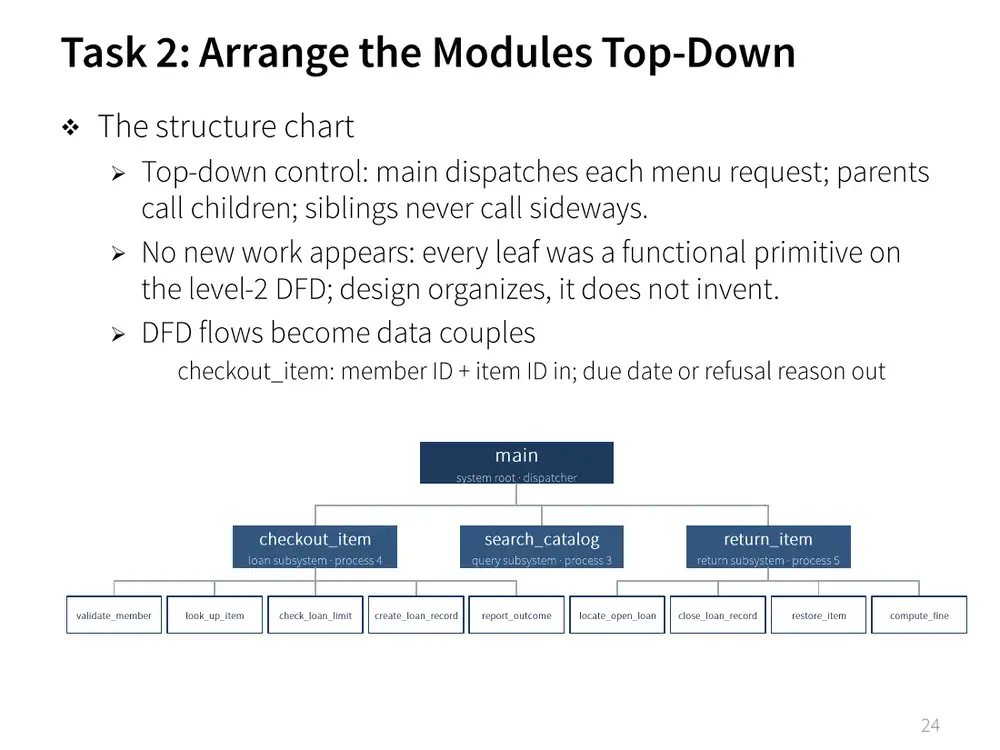 Task 2: Arrange the Modules Top-Down
❖ The structure chart
➢ Top-down control: main dispatches each menu request; parents
call children; siblings never call sideways.
➢ No new work appears: every leaf was a functional primitive on
the level-2 DFD; design organizes, it does not invent.
➢ DFD flows become data couples
checkout_item: member ID + item ID in; due date or refusal reason out
main
system root · dispatcher
checkout_item
loan subsystem · process 4
search_catalog
query subsystem · process 3
return_item
return subsystem · process 5
validate_member
look_up_item
check_loan_limit
create_loan_record
report_outcome
locate_open_loan
close_loan_record
restore_item
compute_fine
24